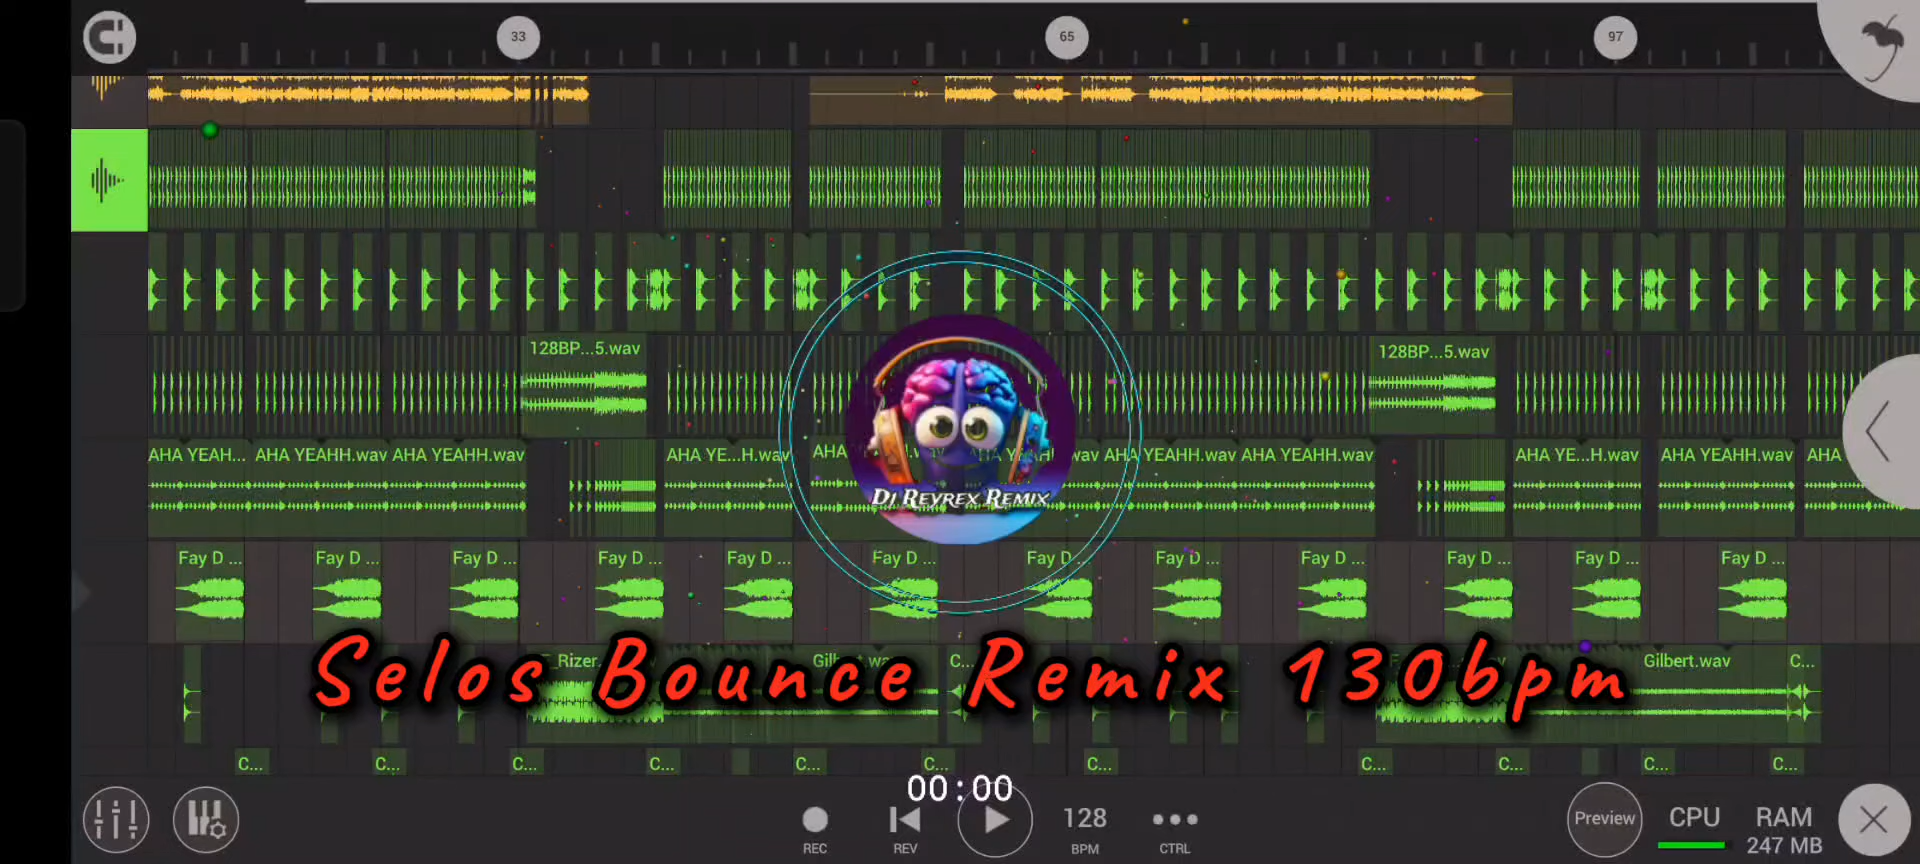 33 65 97
128BP...5.wav 128BP...5.wav
AHA YEAH... AHA YEAHH.wav AHA YEAHH.wav AHA YE...H.wav AHA YEAHH.wav AHA YEAHH.wav AHA YE...H.wav AHA YEAHH.wav AHA
Dj Revrex Remix
Fay D ... Fay D ... Fay D ... Fay D ... Fay D ... Fay D ... Fay D ... Fay D ... Fay D ... Fay D ... Fay D ... Fay D ...
C... Gilbert.wav C...
Selos Bounce Remix 130bpm
C... C... C... C... C... C... C... C... C... C... C...
00:00
REC REV 128 BPM CTRL Preview CPU RAM
247 MB